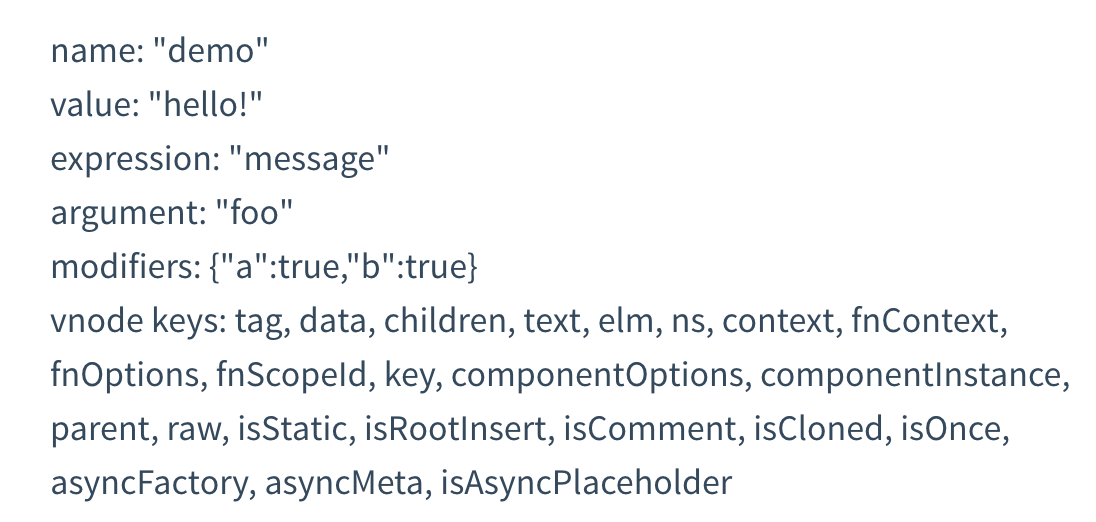 name: "demo"
value: "hello!"
expression: "message"
argument: "foo"
modifiers: {"a":true,"b":true}
vnode keys: tag, data, children, text, elm, ns, context, fnContext,
fnOptions, fnScopeId, key, componentOptions, componentInstance,
parent, raw, isStatic, isRootInsert, isComment, isCloned, isOnce,
asyncFactory, asyncMeta, isAsyncPlaceholder